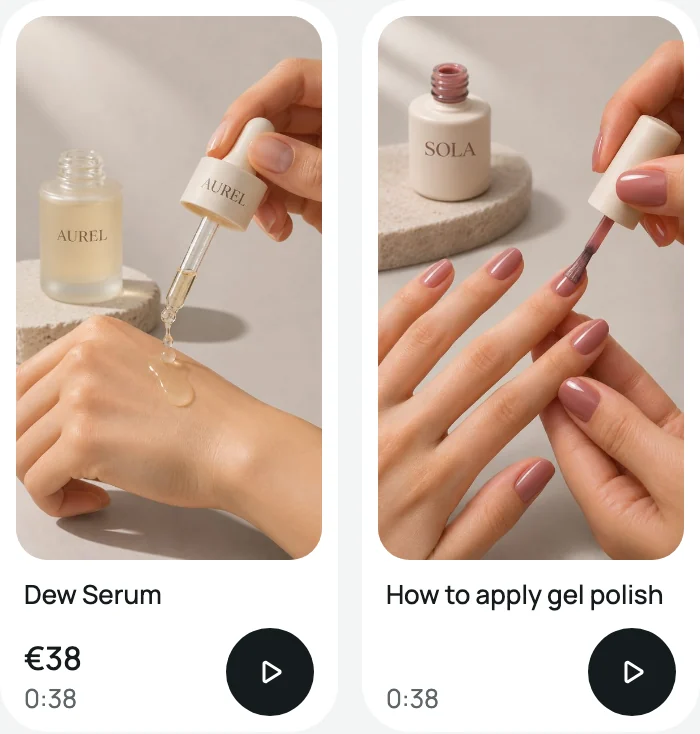 AUREL
AUREL
Dew Serum
€38
0:38
SOLA
How to apply gel polish
0:38